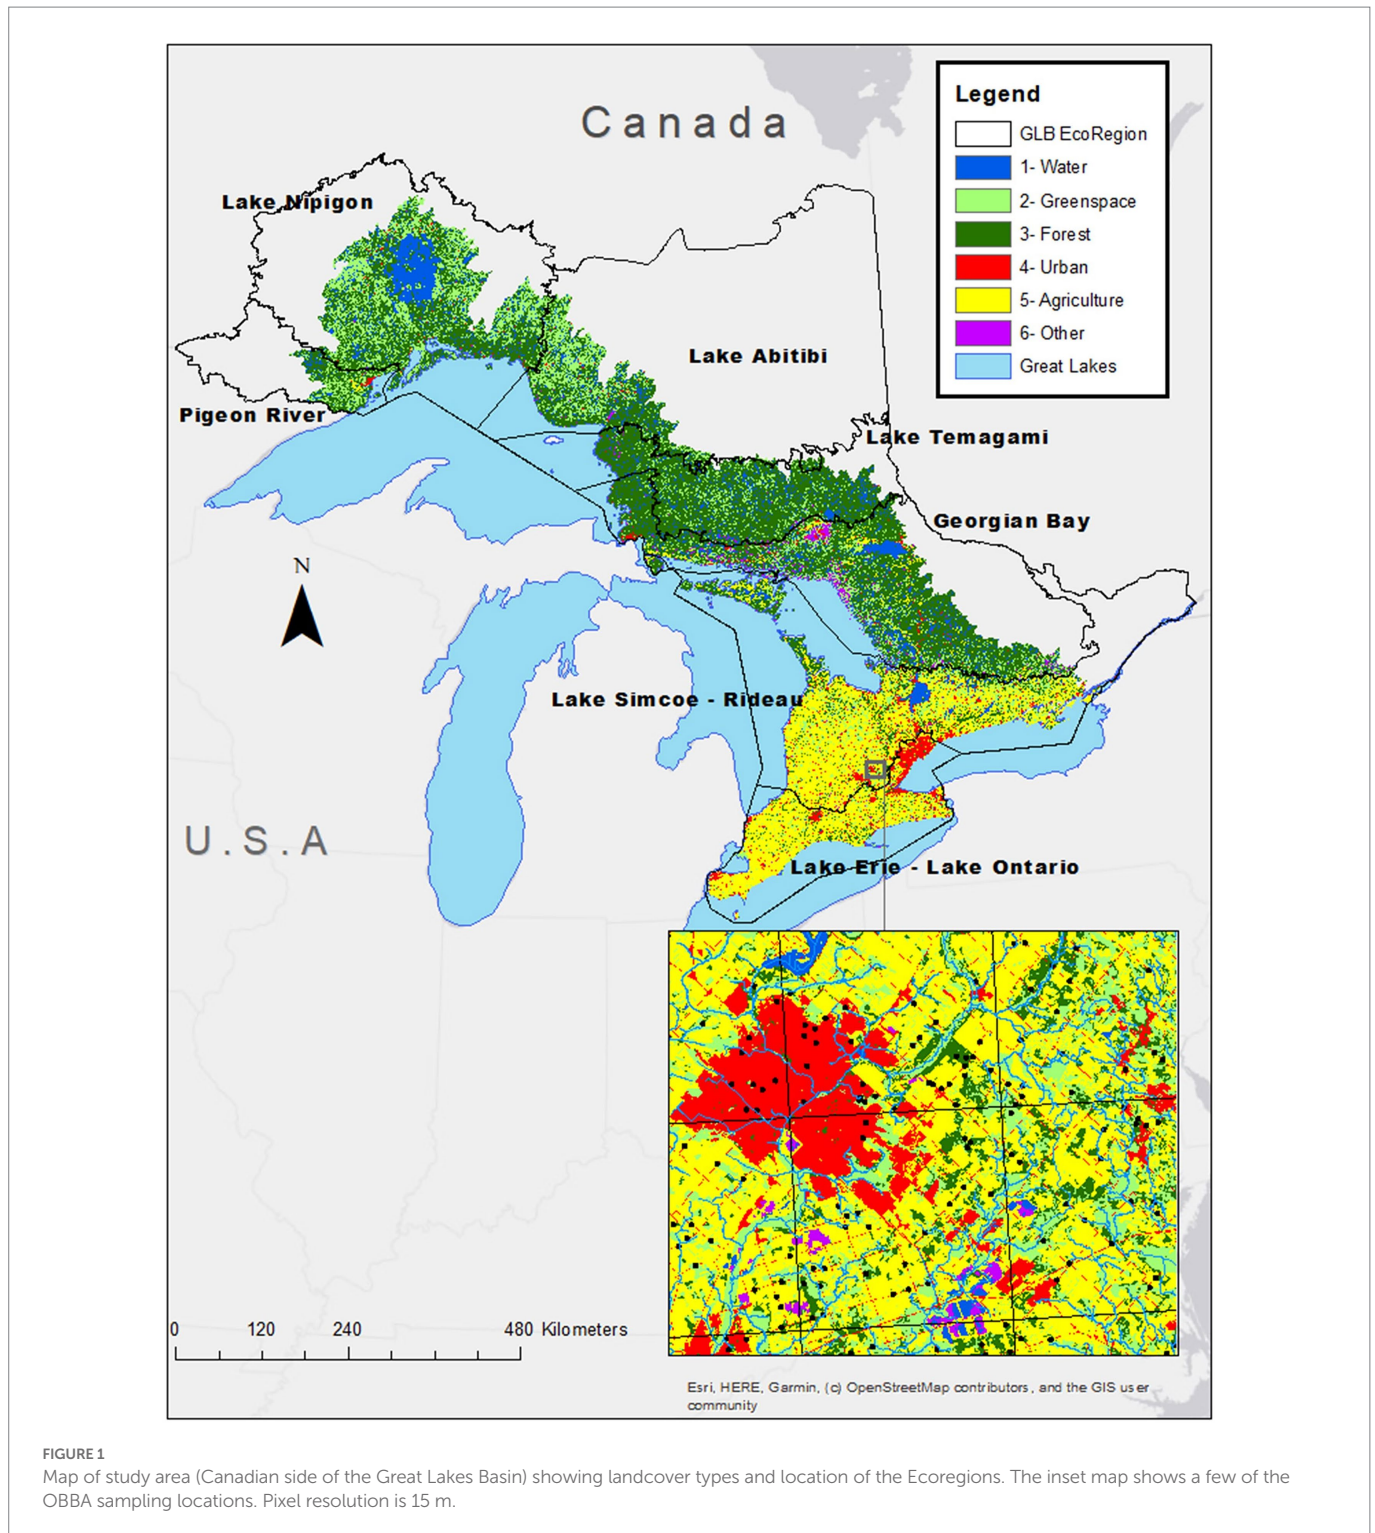 Canada
Legend
GLB EcoRegion
1- Water
2- Greenspace
3- Forest
4- Urban
5- Agriculture
6- Other
Great Lakes
Lake Nipigon
Lake Abitibi
Pigeon River
Lake Temagami
Georgian Bay
N
Lake Simcoe - Rideau
U.S.A
Lake Erie - Lake Ontario
0 120 240 480 Kilometers
Esri, HERE, Garmin, (c) OpenStreetMap contributors, and the GIS user
community
FIGURE 1
Map of study area (Canadian side of the Great Lakes Basin) showing landcover types and location of the Ecoregions. The inset map shows a few of the
OBBA sampling locations. Pixel resolution is 15 m.